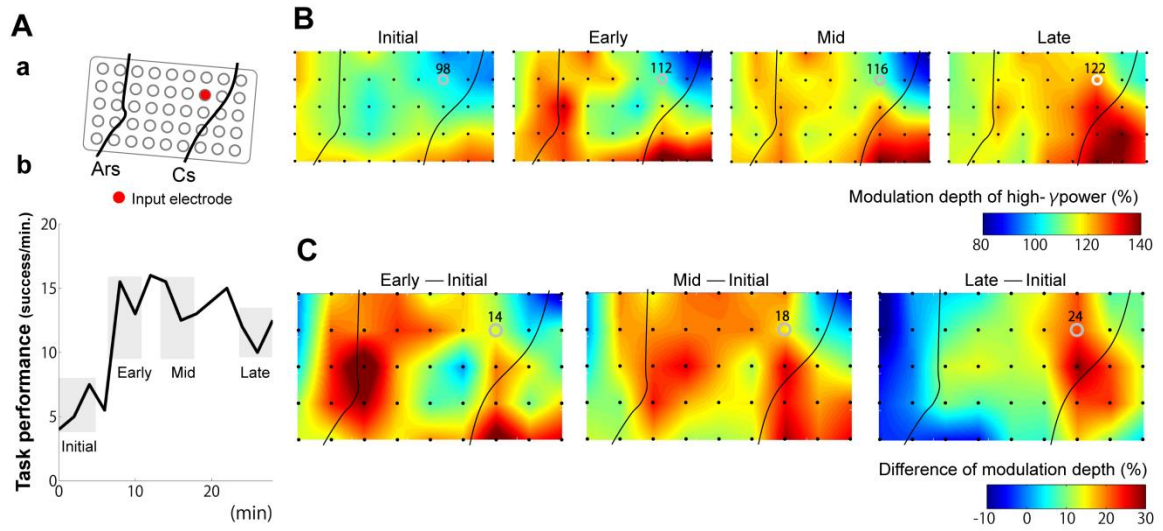 A
a
Ars
Cs
Input electrode
b
Task performance (success/min.)
20
15
10
5
0
Initial
Early
Mid
Late
0
10
20
(min)
B
Initial
Early
Mid
Late
98
112
116
122
Modulation depth of high-γpower (%)
80
100
120
140
C
Early — Initial
Mid — Initial
Late — Initial
14
18
24
Difference of modulation depth (%)
-10
0
10
20
30